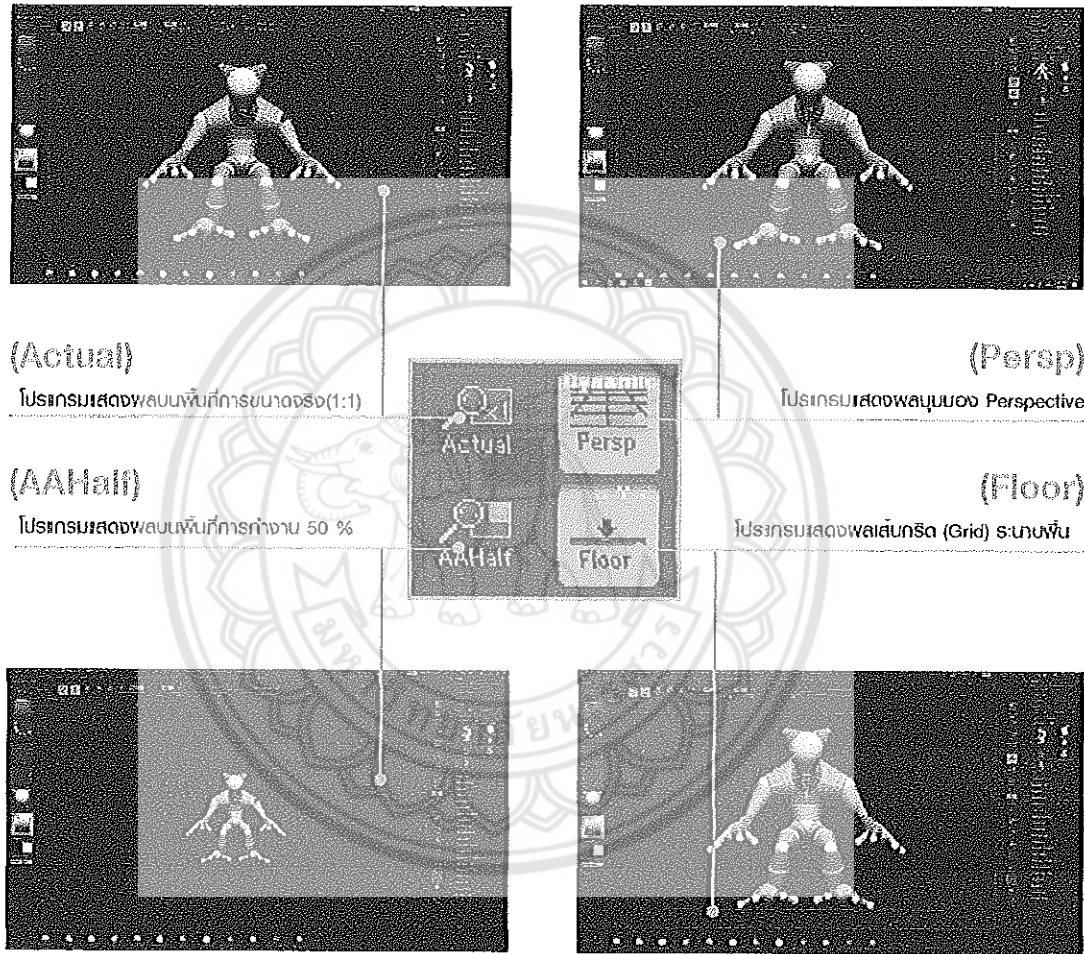 (Actual)
โปรแกรมแสดงผลบนพื้นที่การขนาดจริง(1:1)
(Persp)
โปรแกรมแสดงผลมุมมอง Perspective
(AAHalf)
โปรแกรมแสดงผลบนพื้นที่การทำงาน 50 %
(Floor)
โปรแกรมแสดงผลเส้นกริด (Grid) ระนาบพื้น
Dynamic
Actual
Persp
AAHalf
Floor